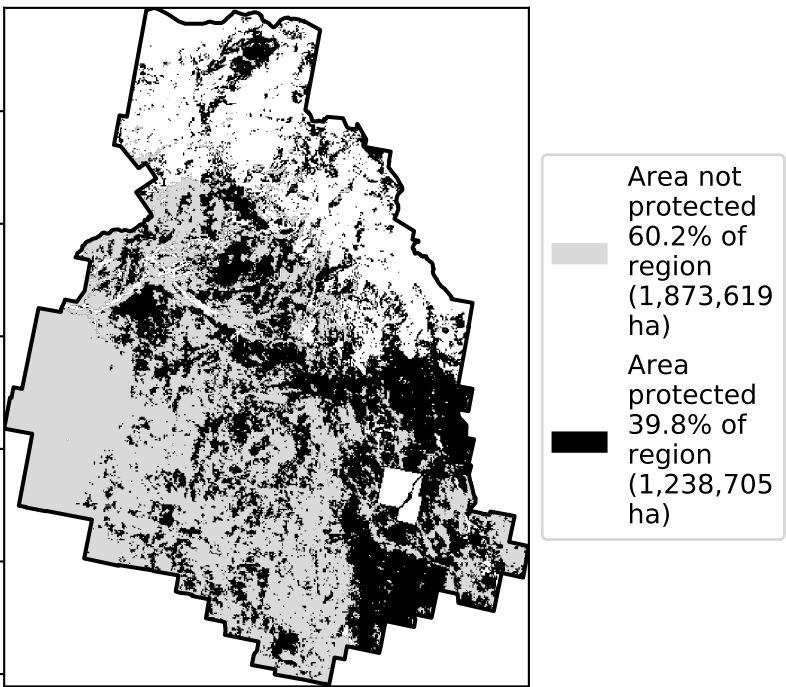 Area not
protected
60.2% of
region
(1,873,619
ha)
Area
protected
39.8% of
region
(1,238,705
ha)